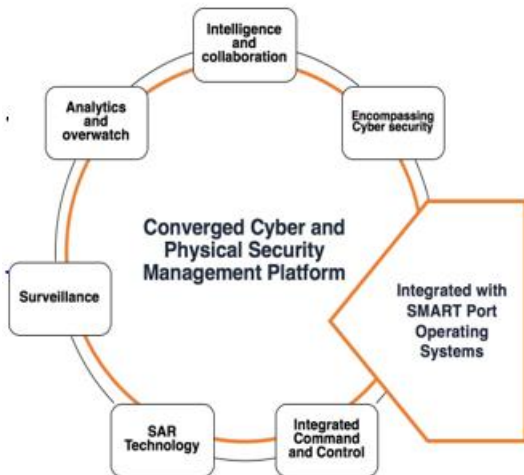 Intelligence
and
collaboration
Analytics
and
overwatch
Encompassing
Cyber security
Converged Cyber and
Physical Security
Management Platform
Integrated with
SMART Port
Operating
Systems
Surveillance
SAR
Technology
Integrated
Command
and Control